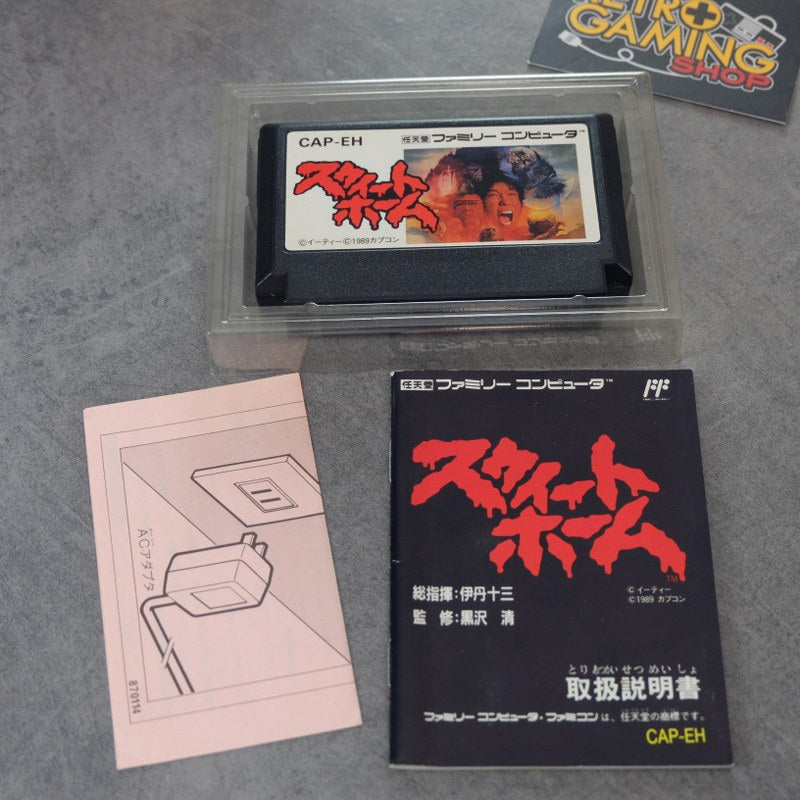 RETRO
GAMING
SHOP
CAP-EH
任天堂 ファミリー コンピュータ™
スウィート
ホーム
©イーティー©1989カプコン
任天堂 ファミリー コンピュータ™
スウィート
ホーム™
総指揮:伊丹十三
監 修:黒沢 清
©イーティー
©1989 カプコン
とりあつかいせつめいしょ
取扱説明書
ファミリー コンピュータ・ファミコンは、任天堂の商標です。
CAP-EH
ACアダプタ
870114